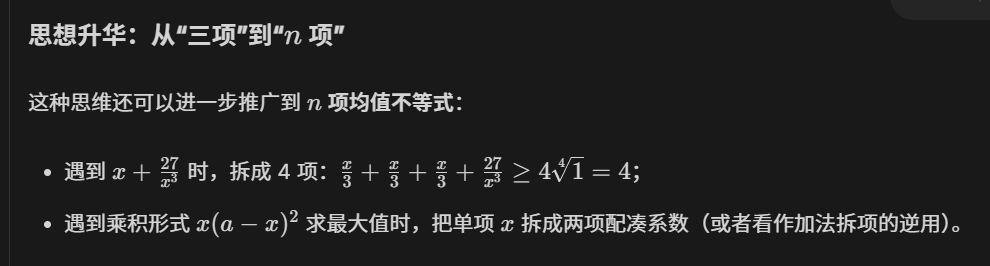 思想升华：从“三项”到“n 项”
这种思维还可以进一步推广到 n 项均值不等式：
• 遇到 x + 27/x³ 时，拆成 4 项：x/3 + x/3 + x/3 + 27/x³ ≥ 4∜1 = 4；
• 遇到乘积形式 x(a − x)² 求最大值时，把单项 x 拆成两项配凑系数（或者看作加法拆项的逆用）。